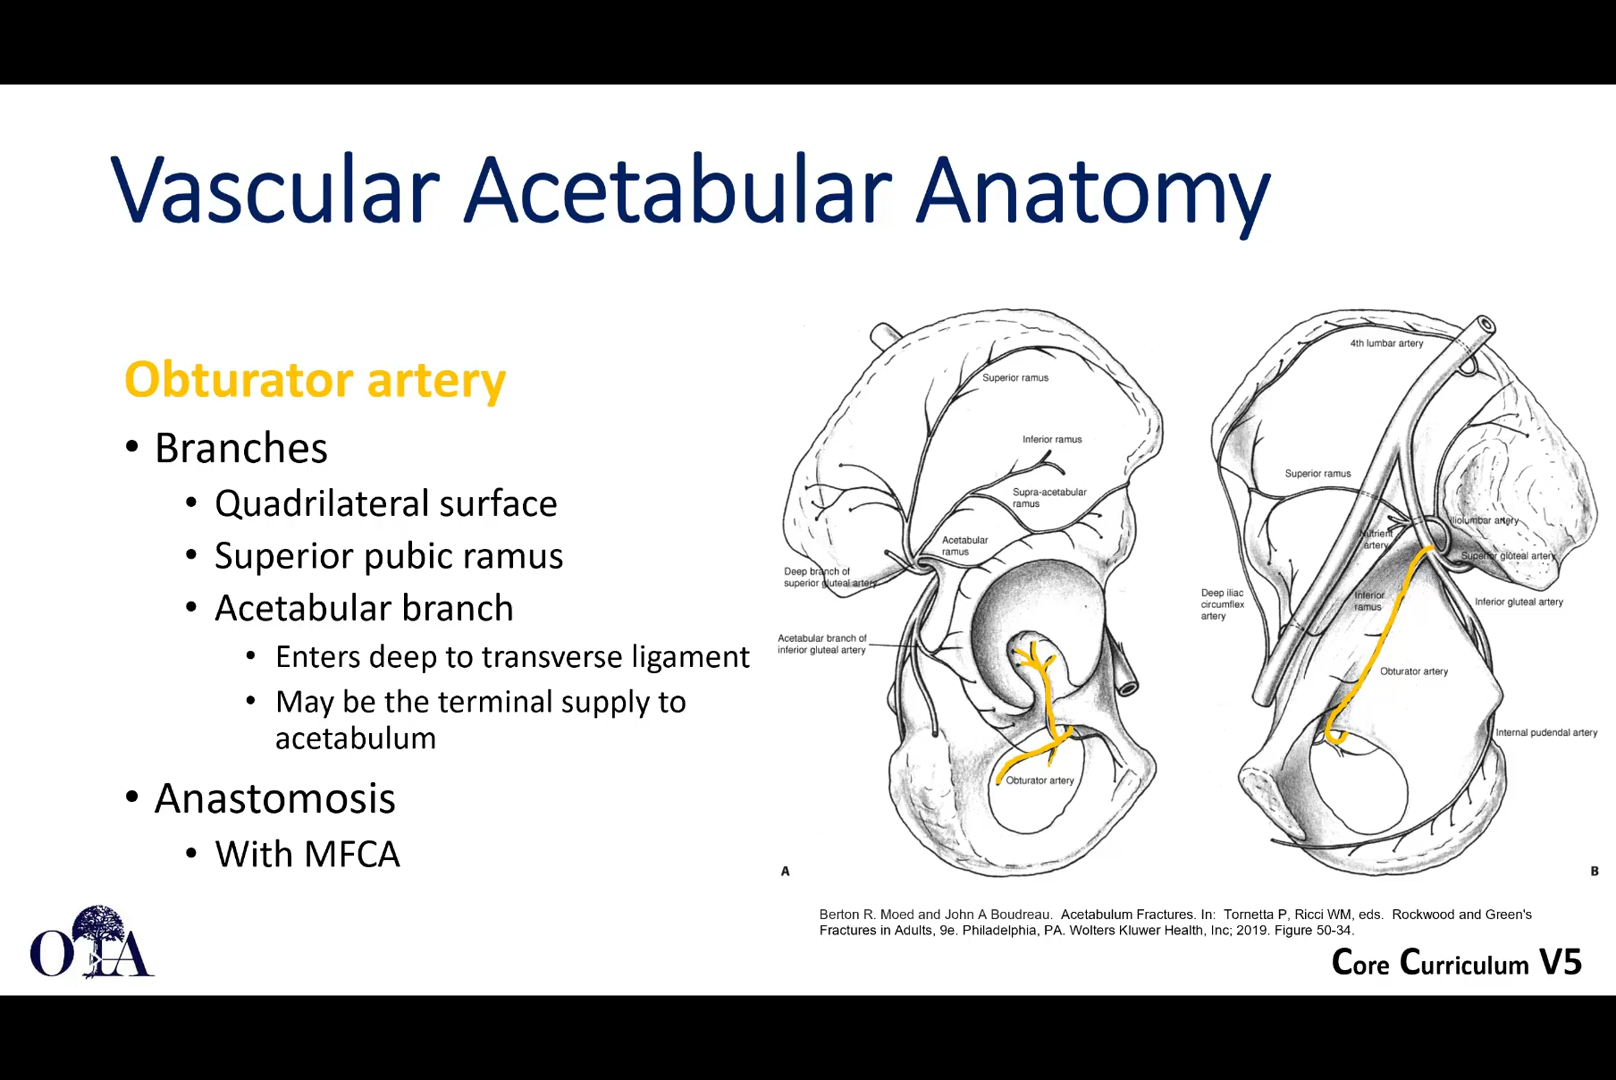 Vascular Acetabular Anatomy
Obturator artery
• Branches
• Quadrilateral surface
• Superior pubic ramus
• Acetabular branch
• Enters deep to transverse ligament
• May be the terminal supply to
acetabulum
• Anastomosis
• With MFCA
Superior ramus
Inferior ramus
Supra-acetabular
ramus
Acetabular
ramus
Deep branch of
superior gluteal artery
Acetabular branch of
inferior gluteal artery
Obturator artery
A
4th lumbar artery
Superior ramus
Iliolumbar artery
Nutrient
artery
Superior gluteal artery
Deep iliac
circumflex
artery
Inferior
ramus
Inferior gluteal artery
Obturator artery
Internal pudendal artery
B
Berton R. Moed and John A Boudreau. Acetabulum Fractures. In: Tornetta P, Ricci WM, eds. Rockwood and Green's
Fractures in Adults, 9e. Philadelphia, PA. Wolters Kluwer Health, Inc; 2019. Figure 50-34.
OTA
Core Curriculum V5